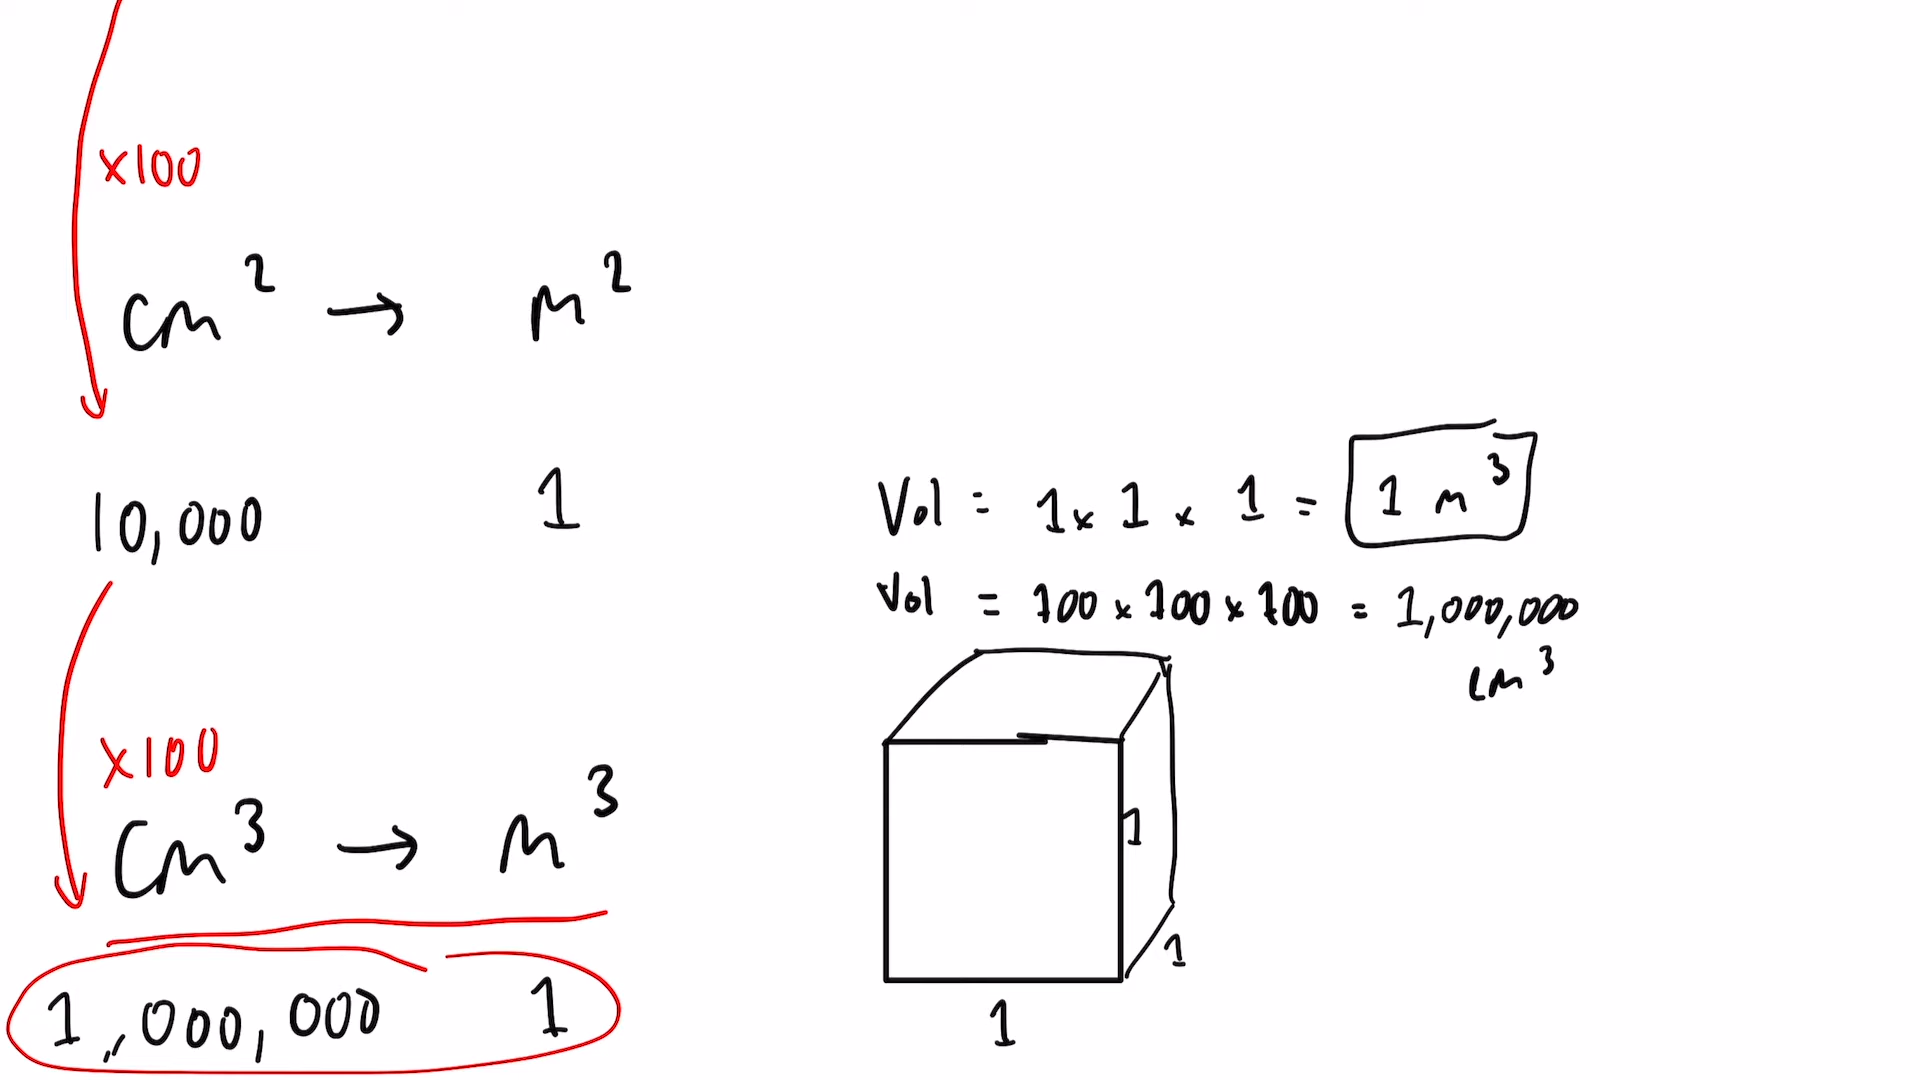 x100
cm² → m²
10,000 1
x100
cm³ → m³
1,000,000 1
Vol = 1 x 1 x 1 = 1 m³
Vol = 100 x 100 x 100 = 1,000,000
cm³
1
1
1